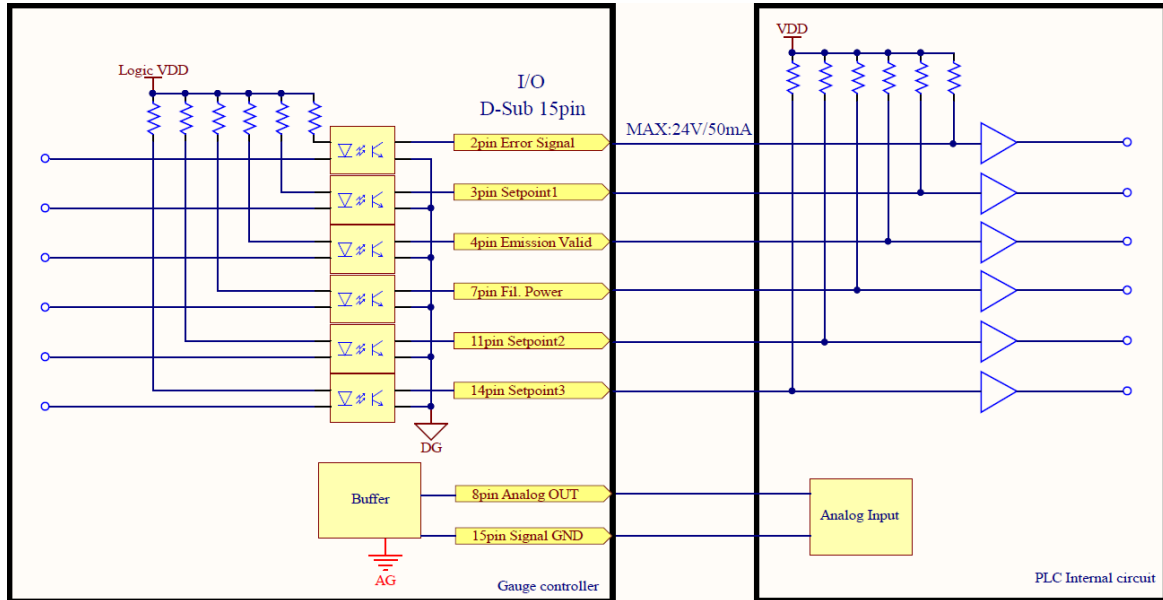 VDD
Logic VDD
I/O
D-Sub 15pin
MAX:24V/50mA
2pin Error Signal
3pin Setpoint1
4pin Emission Valid
7pin Fil. Power
11pin Setpoint2
14pin Setpoint3
DG
Buffer
8pin Analog OUT
15pin Signal GND
Analog Input
AG
Gauge controller
PLC Internal circuit